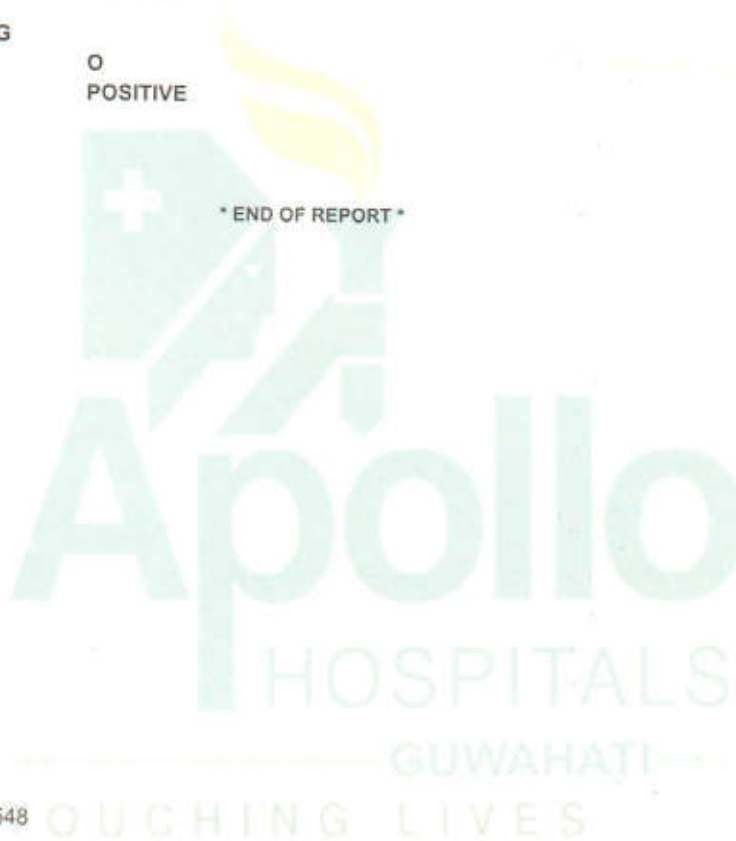 G
O
POSITIVE
* END OF REPORT *
Apollo
HOSPITALS
GUWAHATI
548
OUCHING LIVES